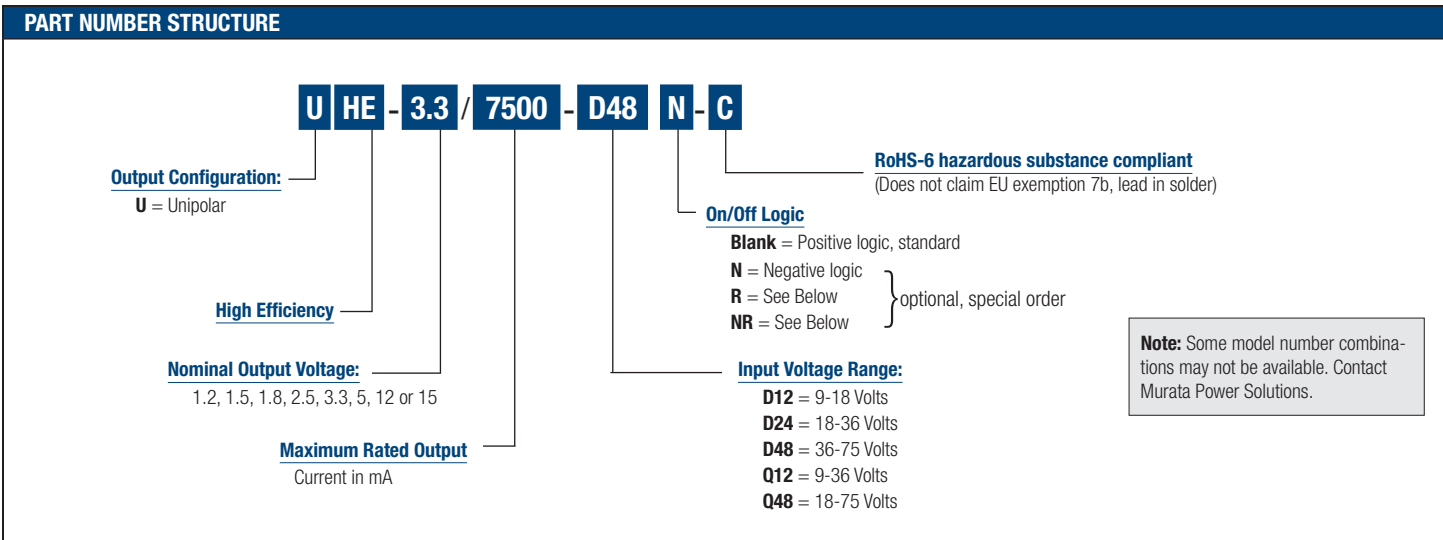 PART NUMBER STRUCTURE
U HE - 3.3 / 7500 - D48 N - C
RoHS-6 hazardous substance compliant
(Does not claim EU exemption 7b, lead in solder)
Output Configuration:
U = Unipolar
On/Off Logic
Blank = Positive logic, standard
N = Negative logic
R = See Below
NR = See Below
optional, special order
High Efficiency
Note: Some model number combina-
tions may not be available. Contact
Murata Power Solutions.
Nominal Output Voltage:
1.2, 1.5, 1.8, 2.5, 3.3, 5, 12 or 15
Input Voltage Range:
D12 = 9-18 Volts
D24 = 18-36 Volts
D48 = 36-75 Volts
Q12 = 9-36 Volts
Q48 = 18-75 Volts
Maximum Rated Output
Current in mA